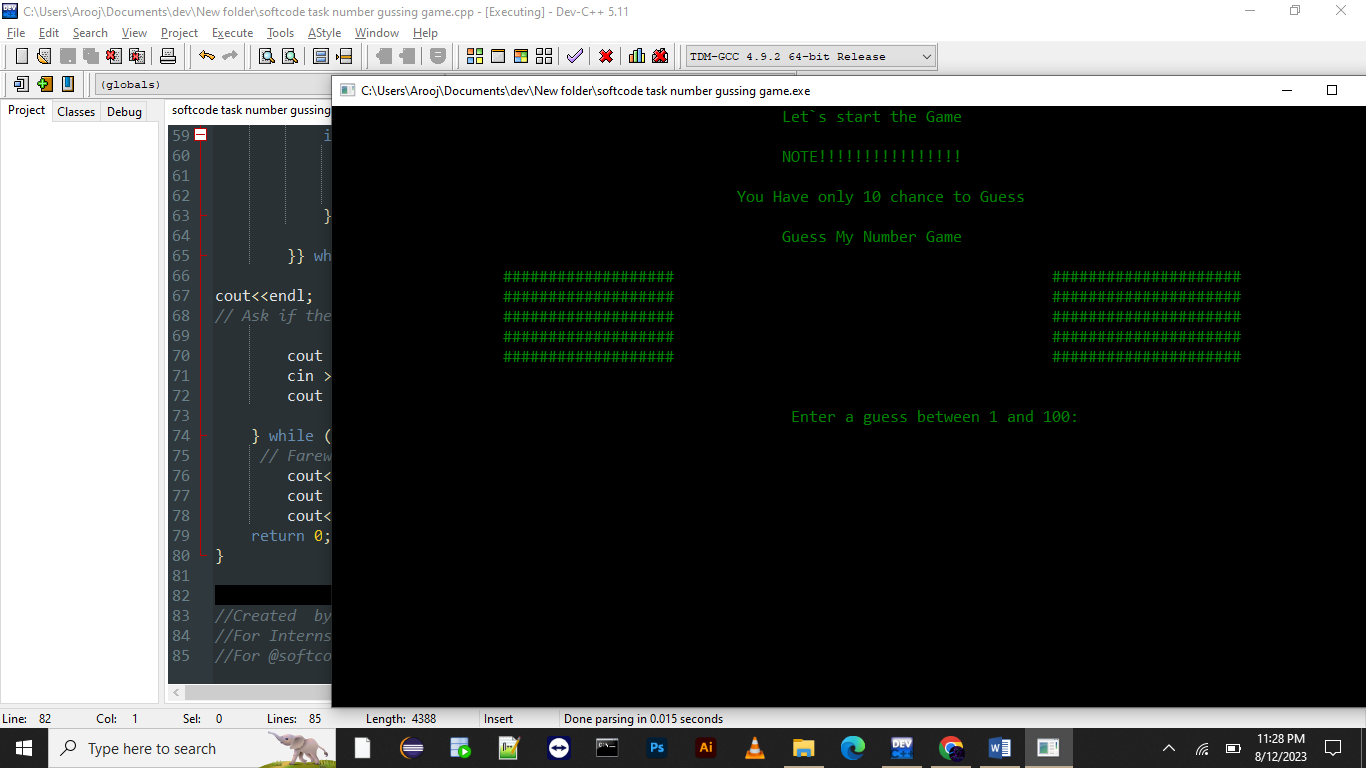 C:\Users\Arooj\Documents\dev\New folder\softcode task number gussing game.cpp - [Executing] - Dev-C++ 5.11
File Edit Search View Project Execute Tools AStyle Window Help
TDM-GCC 4.9.2 64-bit Release
(globals)
Project Classes Debug
softcode task number gussing
59 i
60
61
62
63 }
64
65 }} wh
66
67 cout<<endl;
68 // Ask if the
69
70 cout
71 cin >
72 cout
73
74 } while (
75 // Farew
76 cout<
77 cout
78 cout<
79 return 0;
80 }
81
82
83 //Created by
84 //For Interns
85 //For @softco
C:\Users\Arooj\Documents\dev\New folder\softcode task number gussing game.exe
Let`s start the Game
NOTE!!!!!!!!!!!!!!!!
You Have only 10 chance to Guess
Guess My Number Game
################### #####################
################### #####################
################### #####################
################### #####################
################### #####################
Enter a guess between 1 and 100:
Line: 82 Col: 1 Sel: 0 Lines: 85 Length: 4388 Insert Done parsing in 0.015 seconds
Type here to search
Ps
Ai
DEV
W
11:28 PM
8/12/2023